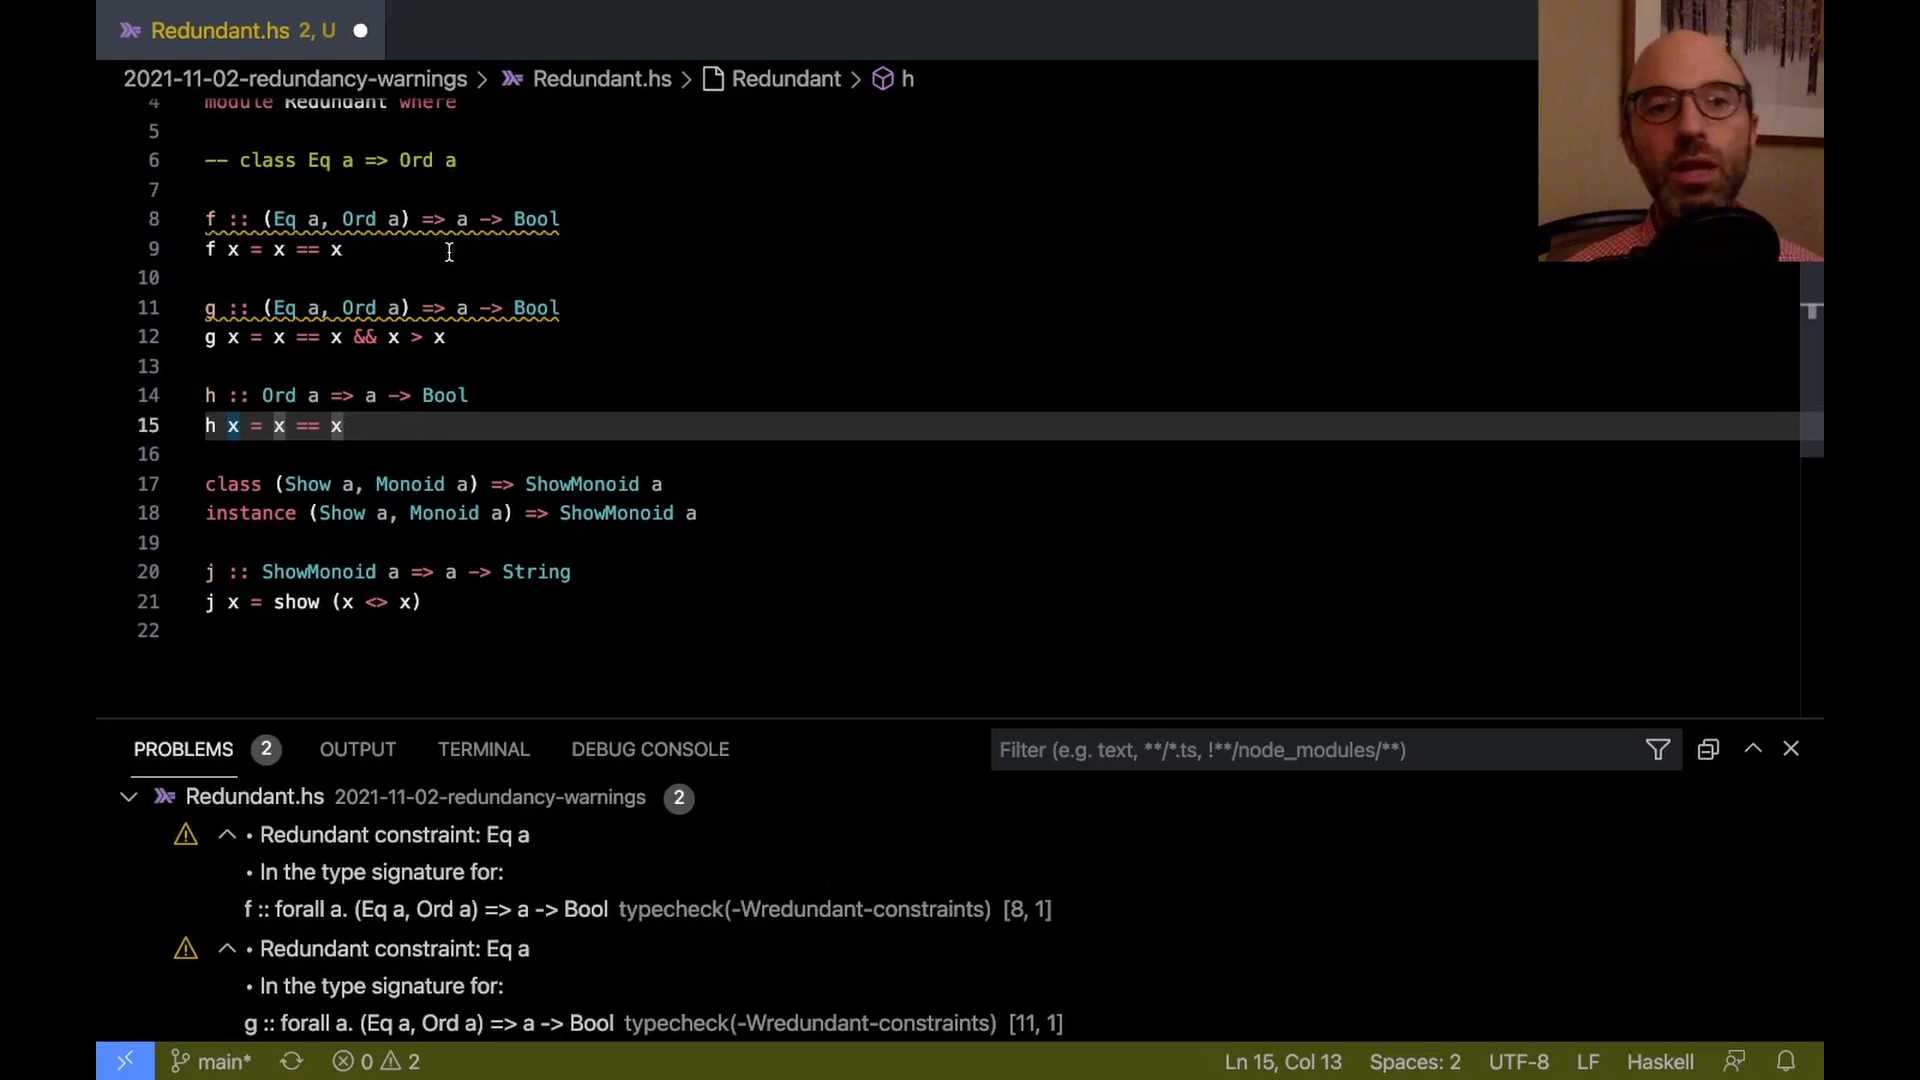 Redundant.hs 2, U
2021-11-02-redundancy-warnings > Redundant.hs > Redundant > h
4 module Redundant where
5
6 -- class Eq a => Ord a
7
8 f :: (Eq a, Ord a) => a -> Bool
9 f x = x == x
10
11 g :: (Eq a, Ord a) => a -> Bool
12 g x = x == x && x > x
13
14 h :: Ord a => a -> Bool
15 h x = x == x
16
17 class (Show a, Monoid a) => ShowMonoid a
18 instance (Show a, Monoid a) => ShowMonoid a
19
20 j :: ShowMonoid a => a -> String
21 j x = show (x <> x)
22
PROBLEMS 2 OUTPUT TERMINAL DEBUG CONSOLE Filter (e.g. text, **/*.ts, !**/node_modules/**)
Redundant.hs 2021-11-02-redundancy-warnings 2
• Redundant constraint: Eq a
• In the type signature for:
f :: forall a. (Eq a, Ord a) => a -> Bool typecheck(-Wredundant-constraints) [8, 1]
• Redundant constraint: Eq a
• In the type signature for:
g :: forall a. (Eq a, Ord a) => a -> Bool typecheck(-Wredundant-constraints) [11, 1]
main* 0 2 Ln 15, Col 13 Spaces: 2 UTF-8 LF Haskell